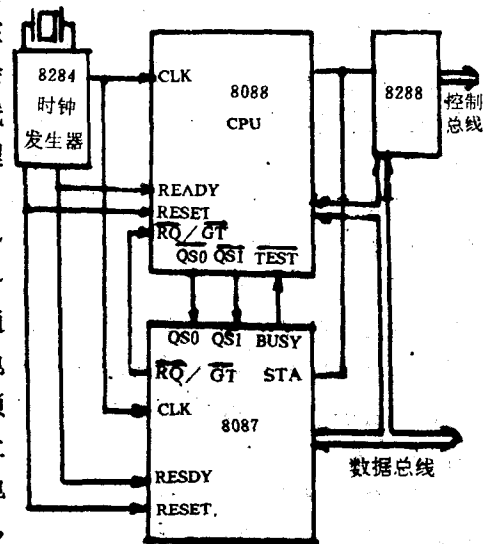 8284
时钟
发生器
CLK
8088
CPU
READY
RESET
RQ/GT
QS0 QS1 TEST
8288
控制
总线
QS0 QS1 BUSY
RQ/GT STA
CLK
8087
RESDY
RESET.
数据总线